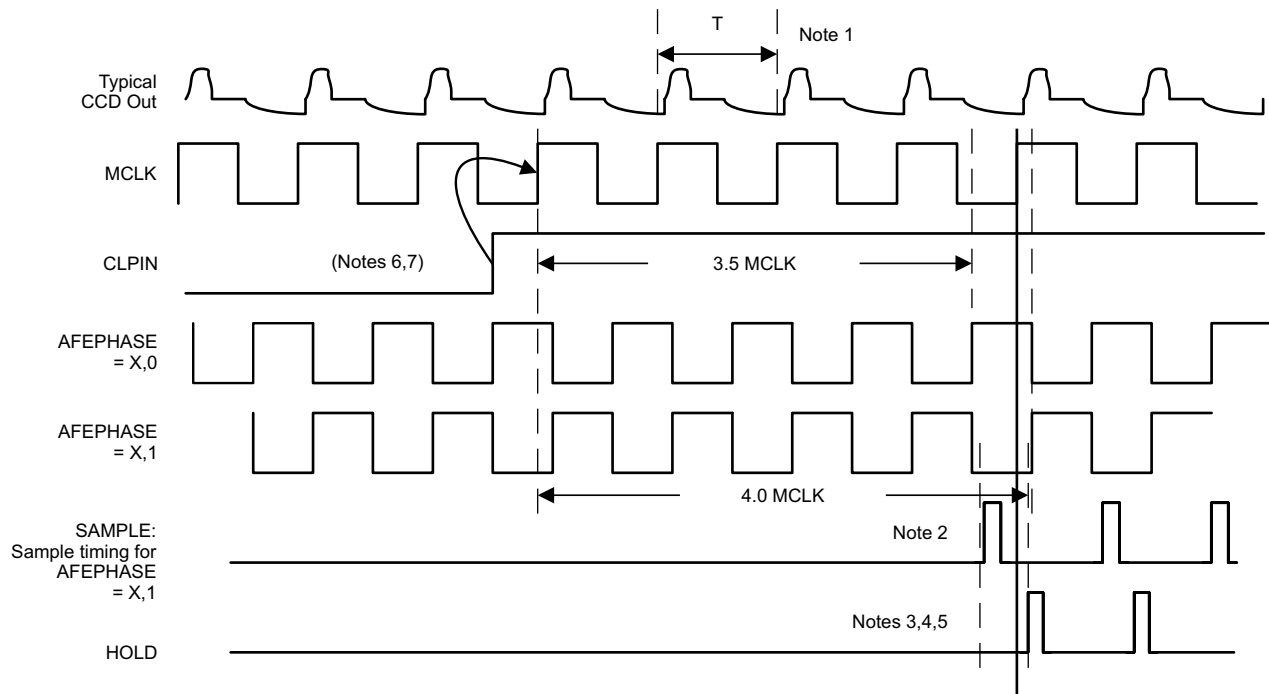 T
Note 1
Typical
CCD Out
MCLK
CLPIN
(Notes 6,7)
3.5 MCLK
AFEPHASE
= X,0
AFEPHASE
= X,1
4.0 MCLK
SAMPLE:
Sample timing for
AFEPHASE
= X,1
Note 2
Notes 3,4,5
HOLD